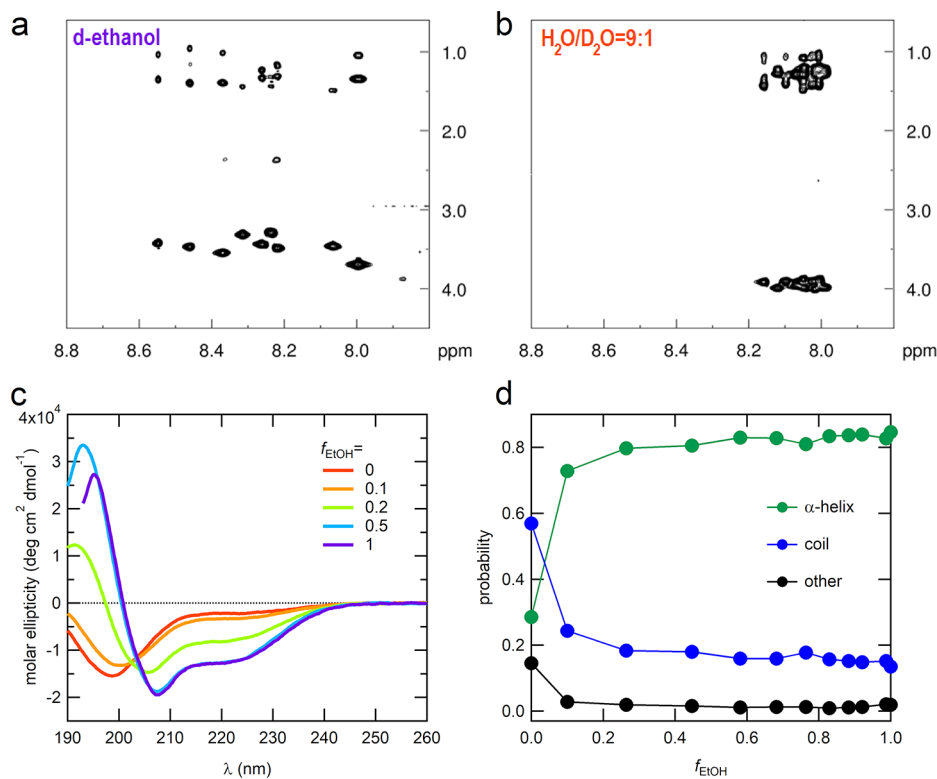 a
d-ethanol
1.0
2.0
3.0
4.0
8.8 8.6 8.4 8.2 8.0 ppm
b
H2O/D2O=9:1
1.0
2.0
3.0
4.0
8.8 8.6 8.4 8.2 8.0 ppm
c
4x10⁴
3
2
1
0
-1
-2
molar ellipticity (deg cm² dmol⁻¹)
fEtOH=
0
0.1
0.2
0.5
1
190 200 210 220 230 240 250 260
λ (nm)
d
0.8
0.6
0.4
0.2
0.0
probability
α-helix
coil
other
0.0 0.2 0.4 0.6 0.8 1.0
fEtOH